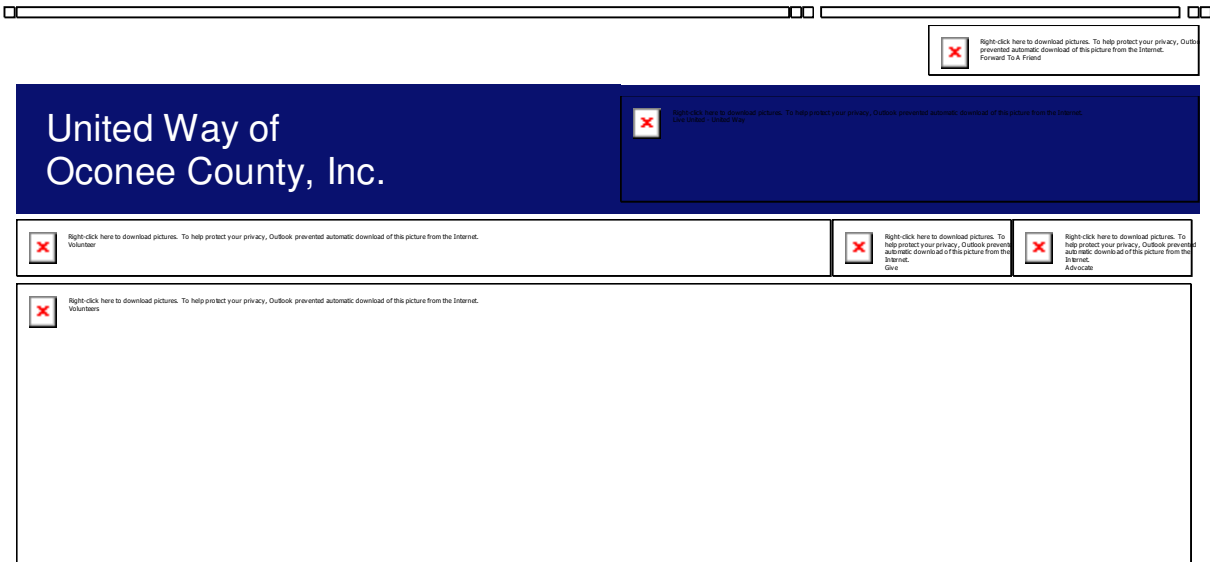 Right-click here to download pictures. To help protect your privacy, Outloo
prevented automatic download of this picture from the Internet.
Forward To A Friend
United Way of
Oconee County, Inc.
Right-click here to download pictures. To help protect your privacy, Outlook prevented automatic download of this picture from the Internet.
Live United - United Way
Right-click here to download pictures. To help protect your privacy, Outlook prevented automatic download of this picture from the Internet.
Volunteer
Right-click here to download pictures. To
help protect your privacy, Outlook prevent
automatic download of this picture from the
Internet.
Give
Right-click here to download pictures. To
help protect your privacy, Outlook prevented
automatic download of this picture from the
Internet.
Advocate
Right-click here to download pictures. To help protect your privacy, Outlook prevented automatic download of this picture from the Internet.
Volunteers